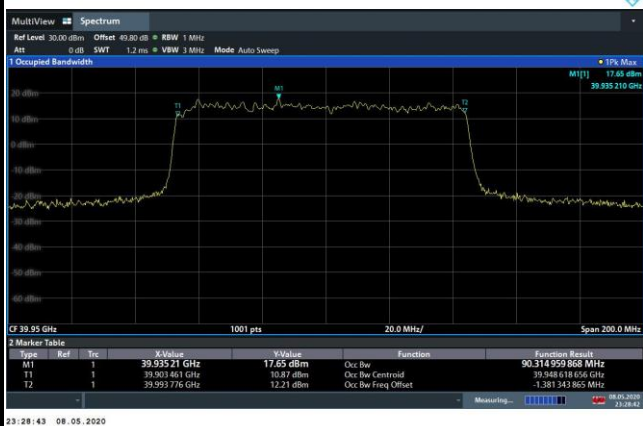 MultiView Spectrum
Ref Level 30.00 dBm Offset 49.80 dB RBW 1 MHz
Att 0 dB SWT 1.2 ms VBW 3 MHz Mode Auto Sweep
1 Occupied Bandwidth 1Pk Max
M1[1] 17.65 dBm
39.935 210 GHz
M1
20 dBm
T1 T2
10 dBm
0 dBm
-10 dBm
-20 dBm
-30 dBm
-40 dBm
-50 dBm
-60 dBm
CF 39.95 GHz 1001 pts 20.0 MHz/ Span 200.0 MHz
2 Marker Table
Type Ref Trc X-Value Y-Value Function Function Result
M1 1 39.93521 GHz 17.65 dBm Occ Bw 90.314 959 868 MHz
T1 1 39.903 461 GHz 10.87 dBm Occ Bw Centroid 39.948 618 656 GHz
T2 1 39.993 776 GHz 12.21 dBm Occ Bw Freq Offset -1.381 343 865 MHz
Measuring... 08.05.2020
23:28:42
23:28:43 08.05.2020